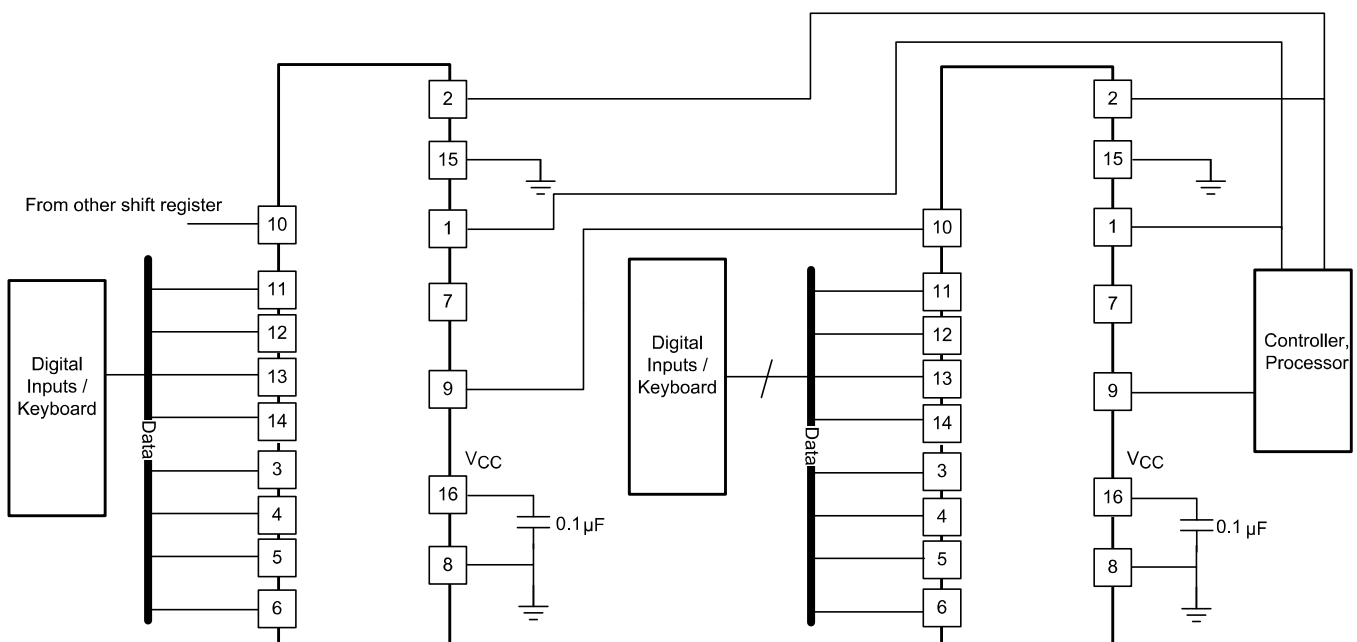 2
15
1
7
9
VCC
16
0.1µF
8
From other shift register
10
11
12
13
14
3
4
5
6
Digital
Inputs /
Keyboard
Data
2
15
1
7
9
VCC
16
0.1 µF
8
10
11
12
13
14
3
4
5
6
Digital
Inputs /
Keyboard
Data
Controller,
Processor